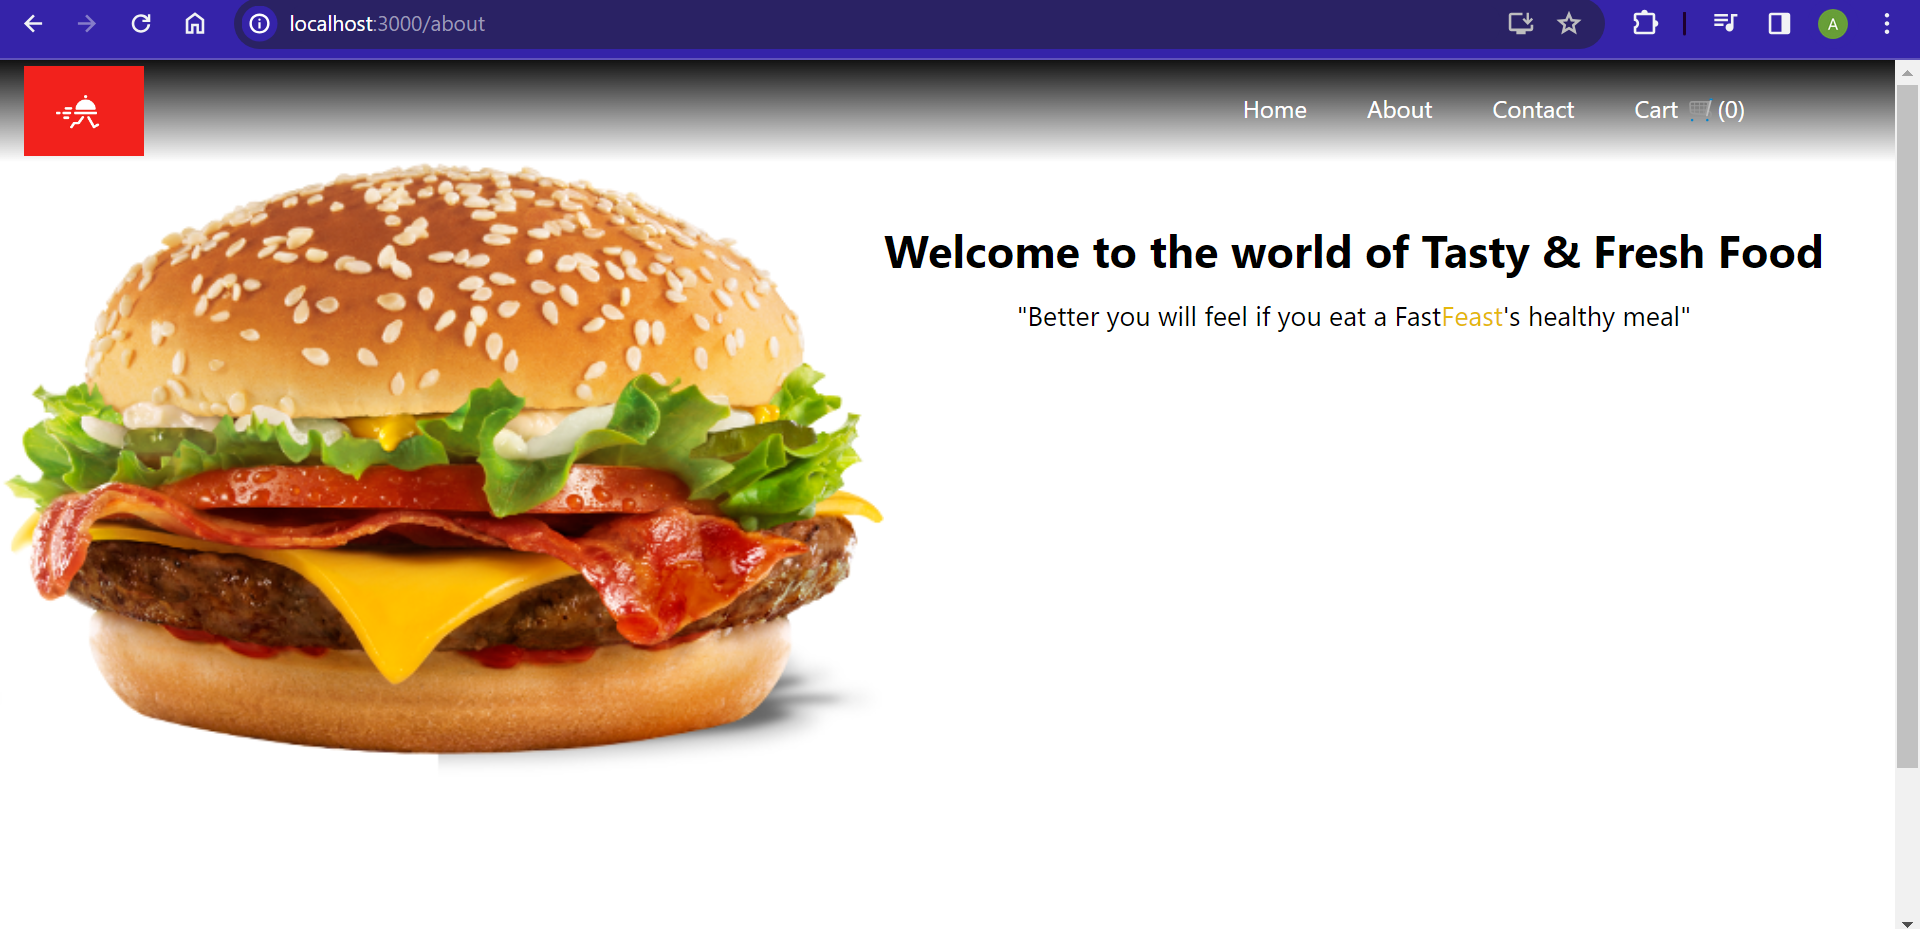 localhost:3000/about
A
Home About Contact Cart 🛒(0)
Welcome to the world of Tasty & Fresh Food
"Better you will feel if you eat a FastFeast's healthy meal"